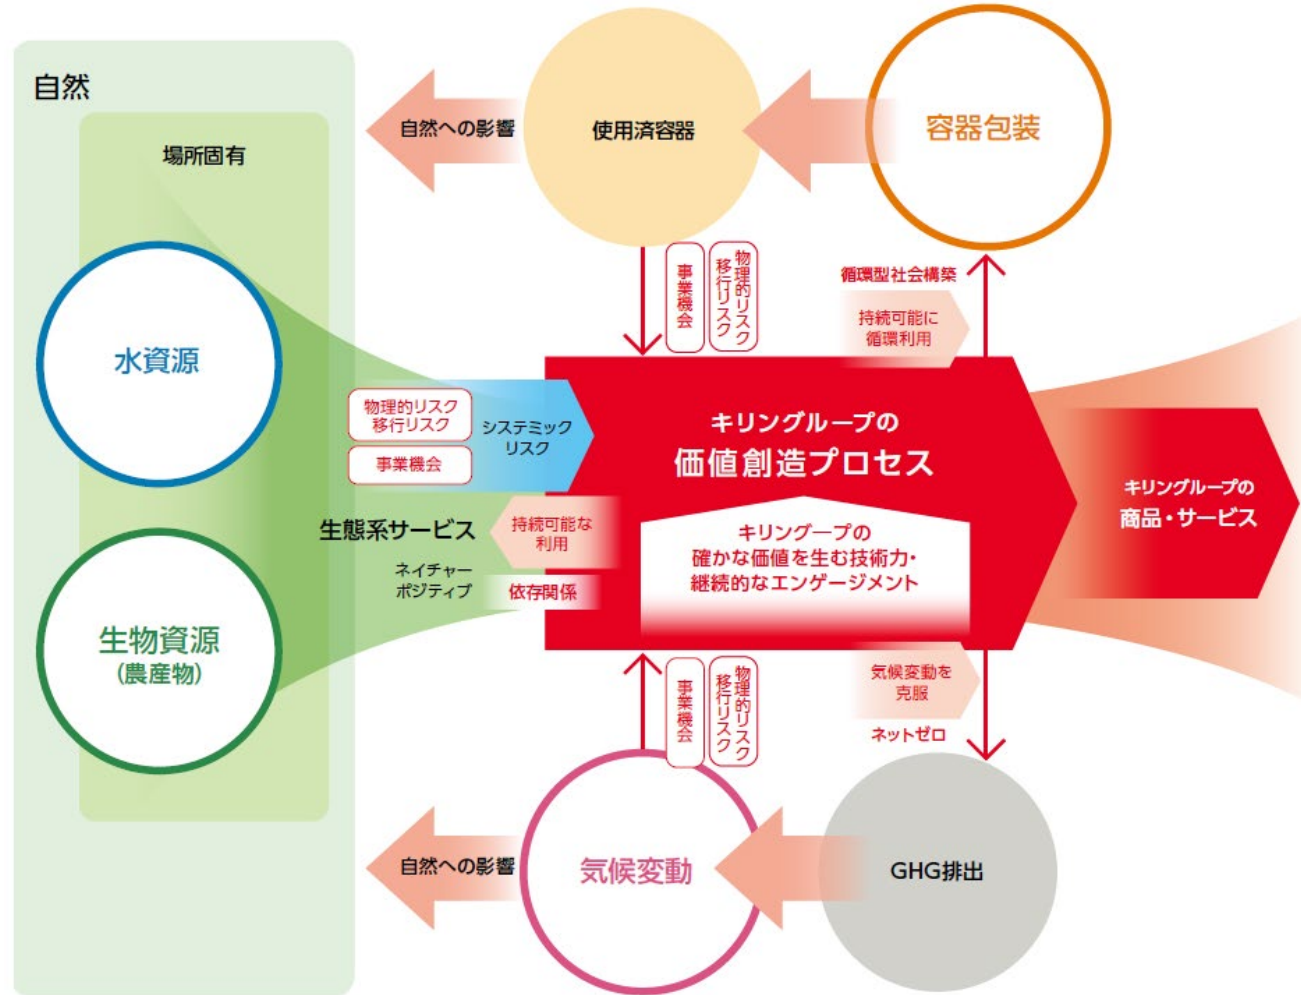 自然
場所固有
水資源
生物資源
(農産物)
自然への影響
使用済容器
容器包装
事業機会
物理的リスク
移行リスク
循環型社会構築
持続可能に
循環利用
物理的リスク
移行リスク
事業機会
システミック
リスク
生態系サービス
持続可能な
利用
ネイチャー
ポジティブ
依存関係
キリングループの
価値創造プロセス
キリングープの
確かな価値を生む技術力・
継続的なエンゲージメント
キリングループの
商品・サービス
事業機会
物理的リスク
移行リスク
気候変動を
克服
ネットゼロ
自然への影響
気候変動
GHG排出